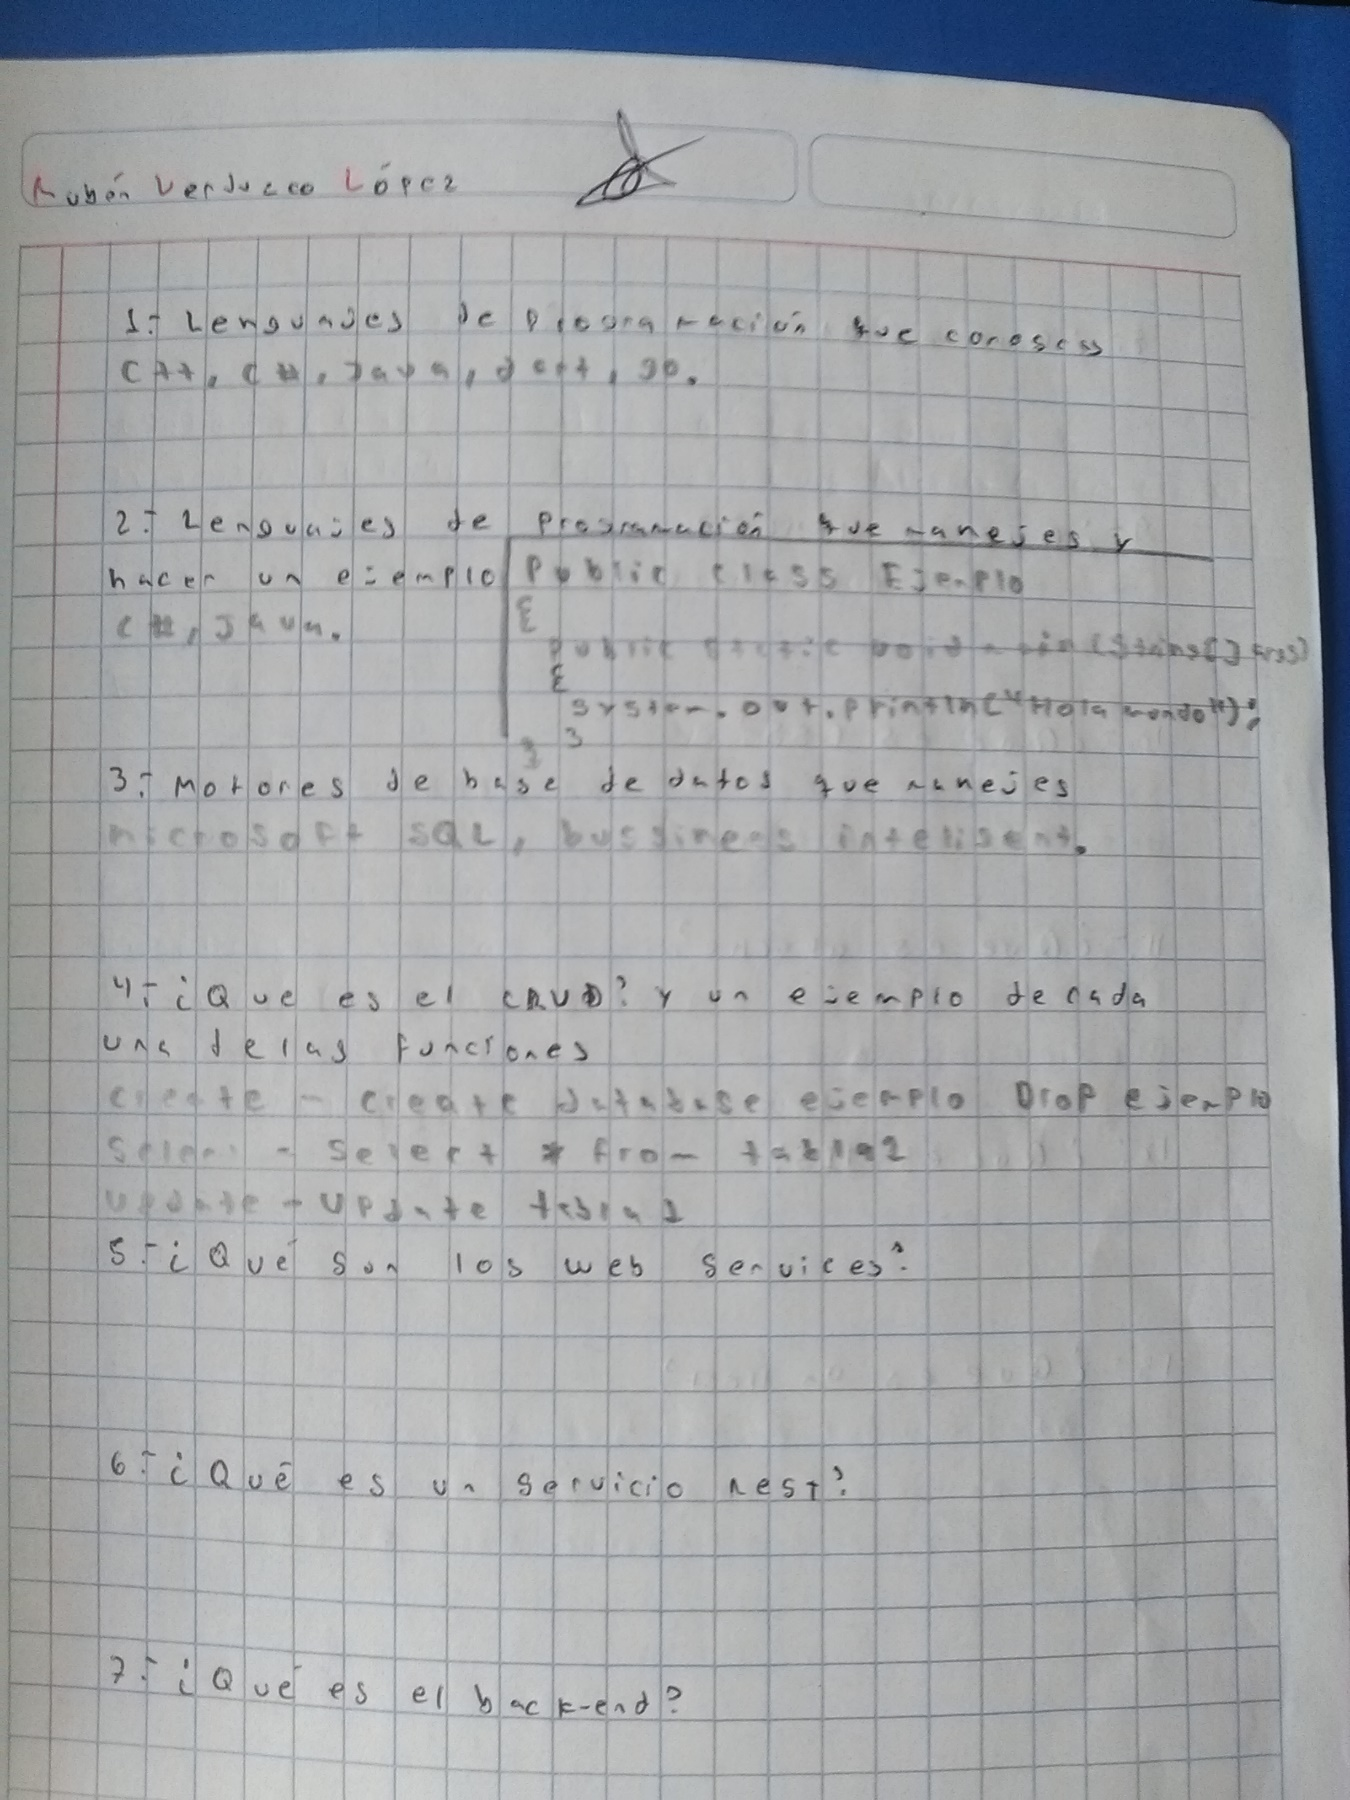 Rubén Verduzco López
1.- Lenguajes de programación que conoscas
C++, C#, Java, dart, go.
2.- Lenguajes de programación que manejes y
hacer un ejemplo
C#, Java.
Public class Ejemplo
{
public static void main (String[] args)
{
System.out.println("Hola mundo");
}
}
3.- Motores de base de datos que manejes
microsoft SQL, bussinees inteligent.
4.- ¿Que es el CRUD? y un ejemplo de cada
una de las funciones
Create - create database ejemplo Drop ejemplo
Select - Select * from tabla2
Update - Update tabla1
5.- ¿Qué son los web services?
6.- ¿Qué es un servicio REST?
7.- ¿Qué es el back-end?